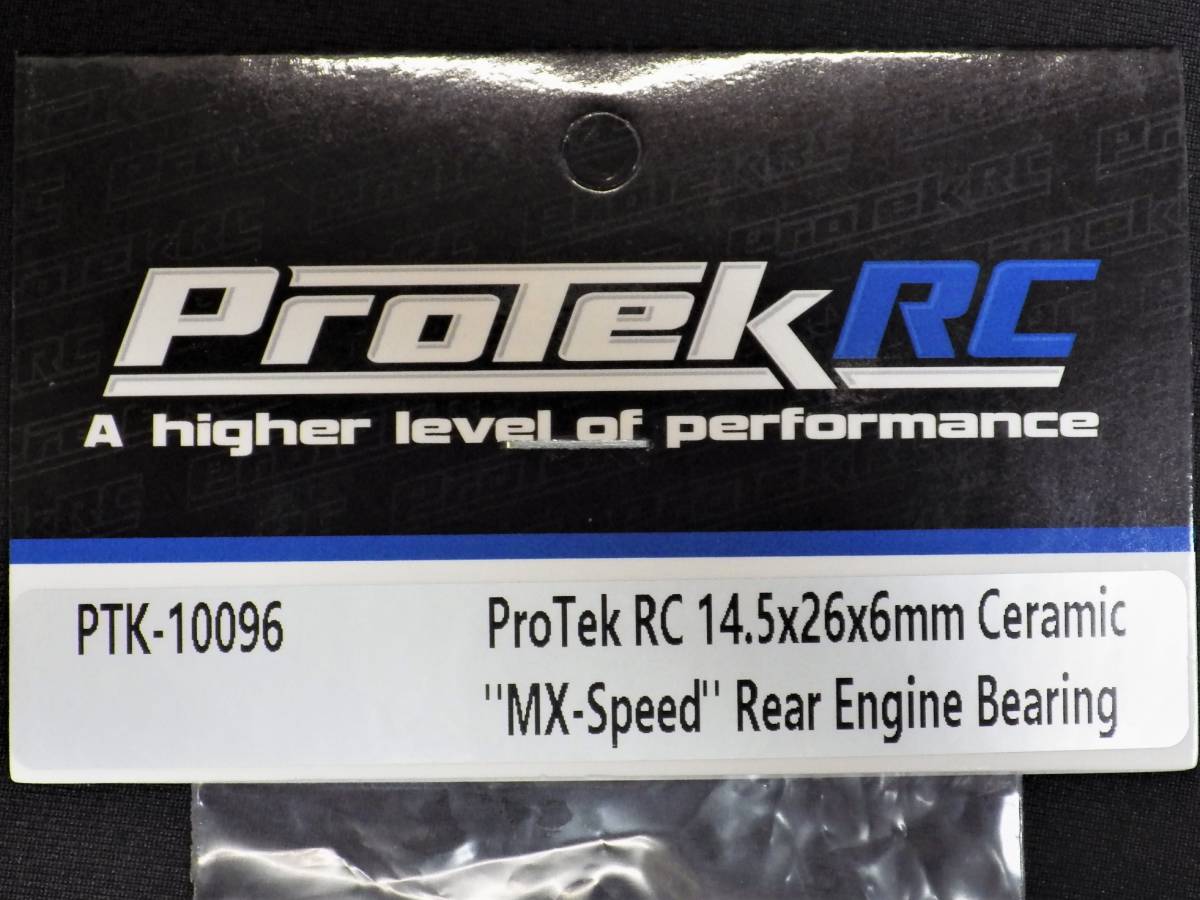 ProTek RC
A higher level of performance
PTK-10096
ProTek RC 14.5x26x6mm Ceramic
"MX-Speed" Rear Engine Bearing